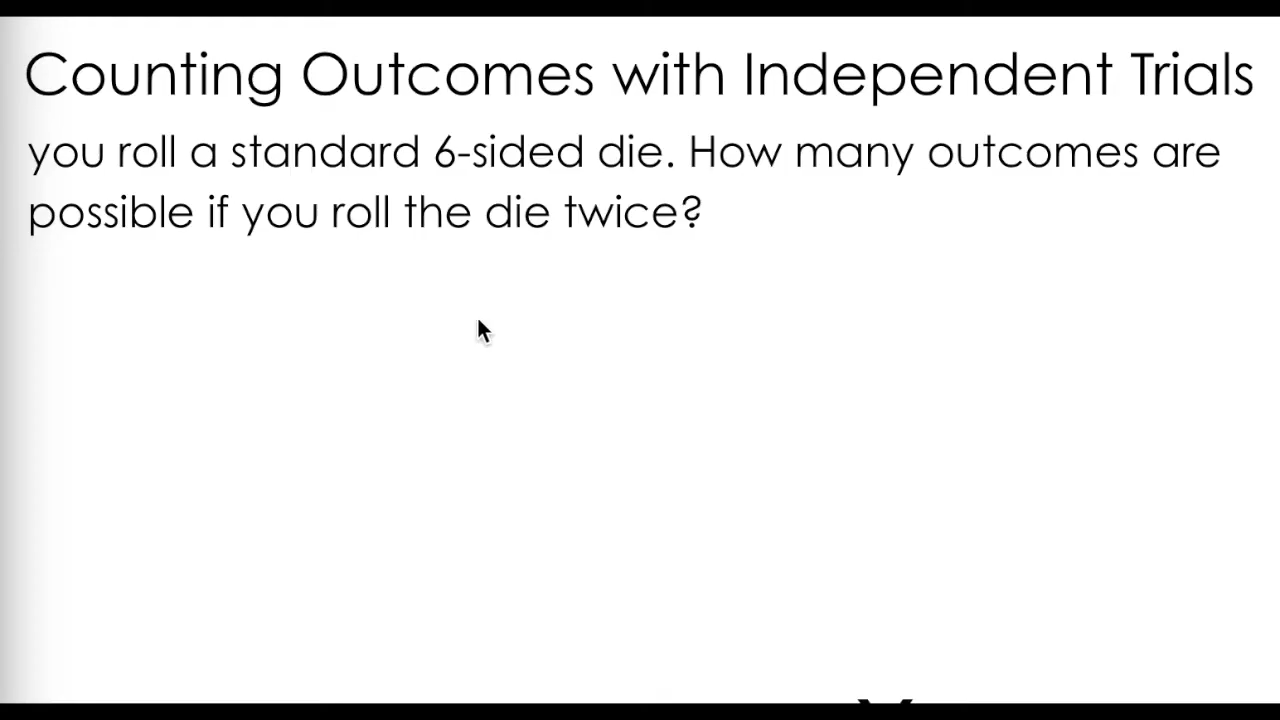 Counting Outcomes with Independent Trials
you roll a standard 6-sided die. How many outcomes are
possible if you roll the die twice?